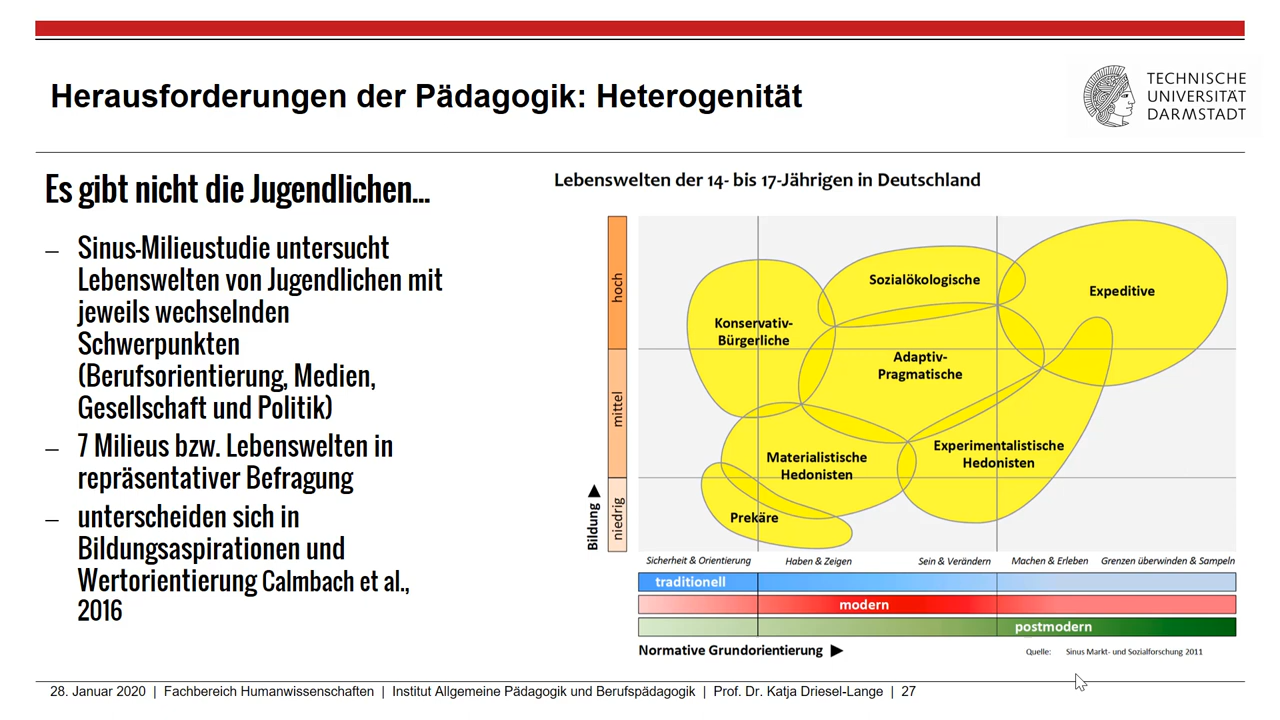 Herausforderungen der Pädagogik: Heterogenität
TECHNISCHE
UNIVERSITÄT
DARMSTADT
Es gibt nicht die Jugendlichen...
– Sinus-Milieustudie untersucht
Lebenswelten von Jugendlichen mit
jeweils wechselnden
Schwerpunkten
(Berufsorientierung, Medien,
Gesellschaft und Politik)
– 7 Milieus bzw. Lebenswelten in
repräsentativer Befragung
– unterscheiden sich in
Bildungsaspirationen und
Wertorientierung Calmbach et al.,
2016
Lebenswelten der 14- bis 17-Jährigen in Deutschland
hoch
mittel
niedrig
Bildung ▶
Sozialökologische
Expeditive
Konservativ-
Bürgerliche
Adaptiv-
Pragmatische
Experimentalistische
Hedonisten
Materialistische
Hedonisten
Prekäre
Sicherheit & Orientierung
Haben & Zeigen
Sein & Verändern
Machen & Erleben
Grenzen überwinden & Sampeln
traditionell
modern
postmodern
Normative Grundorientierung ▶
Quelle: Sinus Markt- und Sozialforschung 2011
28. Januar 2020 | Fachbereich Humanwissenschaften | Institut Allgemeine Pädagogik und Berufspädagogik | Prof. Dr. Katja Driesel-Lange | 27